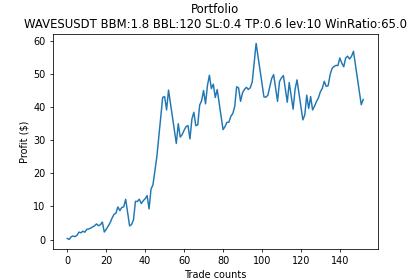 Portfolio
WAVESUSDT BBM:1.8 BBL:120 SL:0.4 TP:0.6 lev:10 WinRatio:65.0
60
50
40
30
20
10
0
Profit ($)
0 20 40 60 80 100 120 140
Trade counts